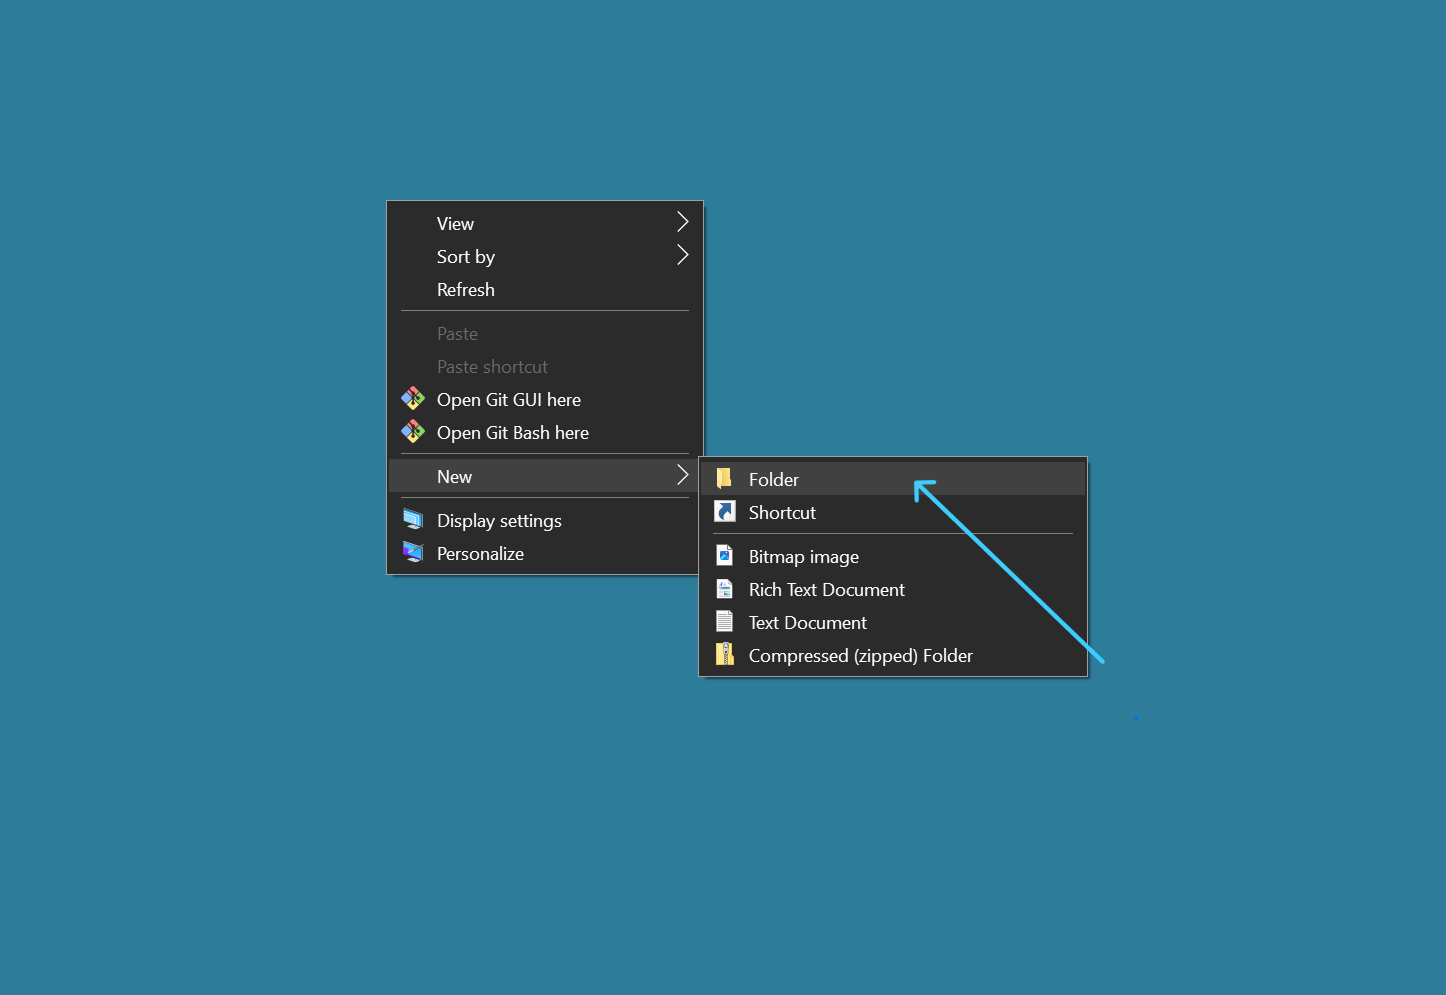 View
Sort by
Refresh
Paste
Paste shortcut
Open Git GUI here
Open Git Bash here
New
Display settings
Personalize
Folder
Shortcut
Bitmap image
Rich Text Document
Text Document
Compressed (zipped) Folder